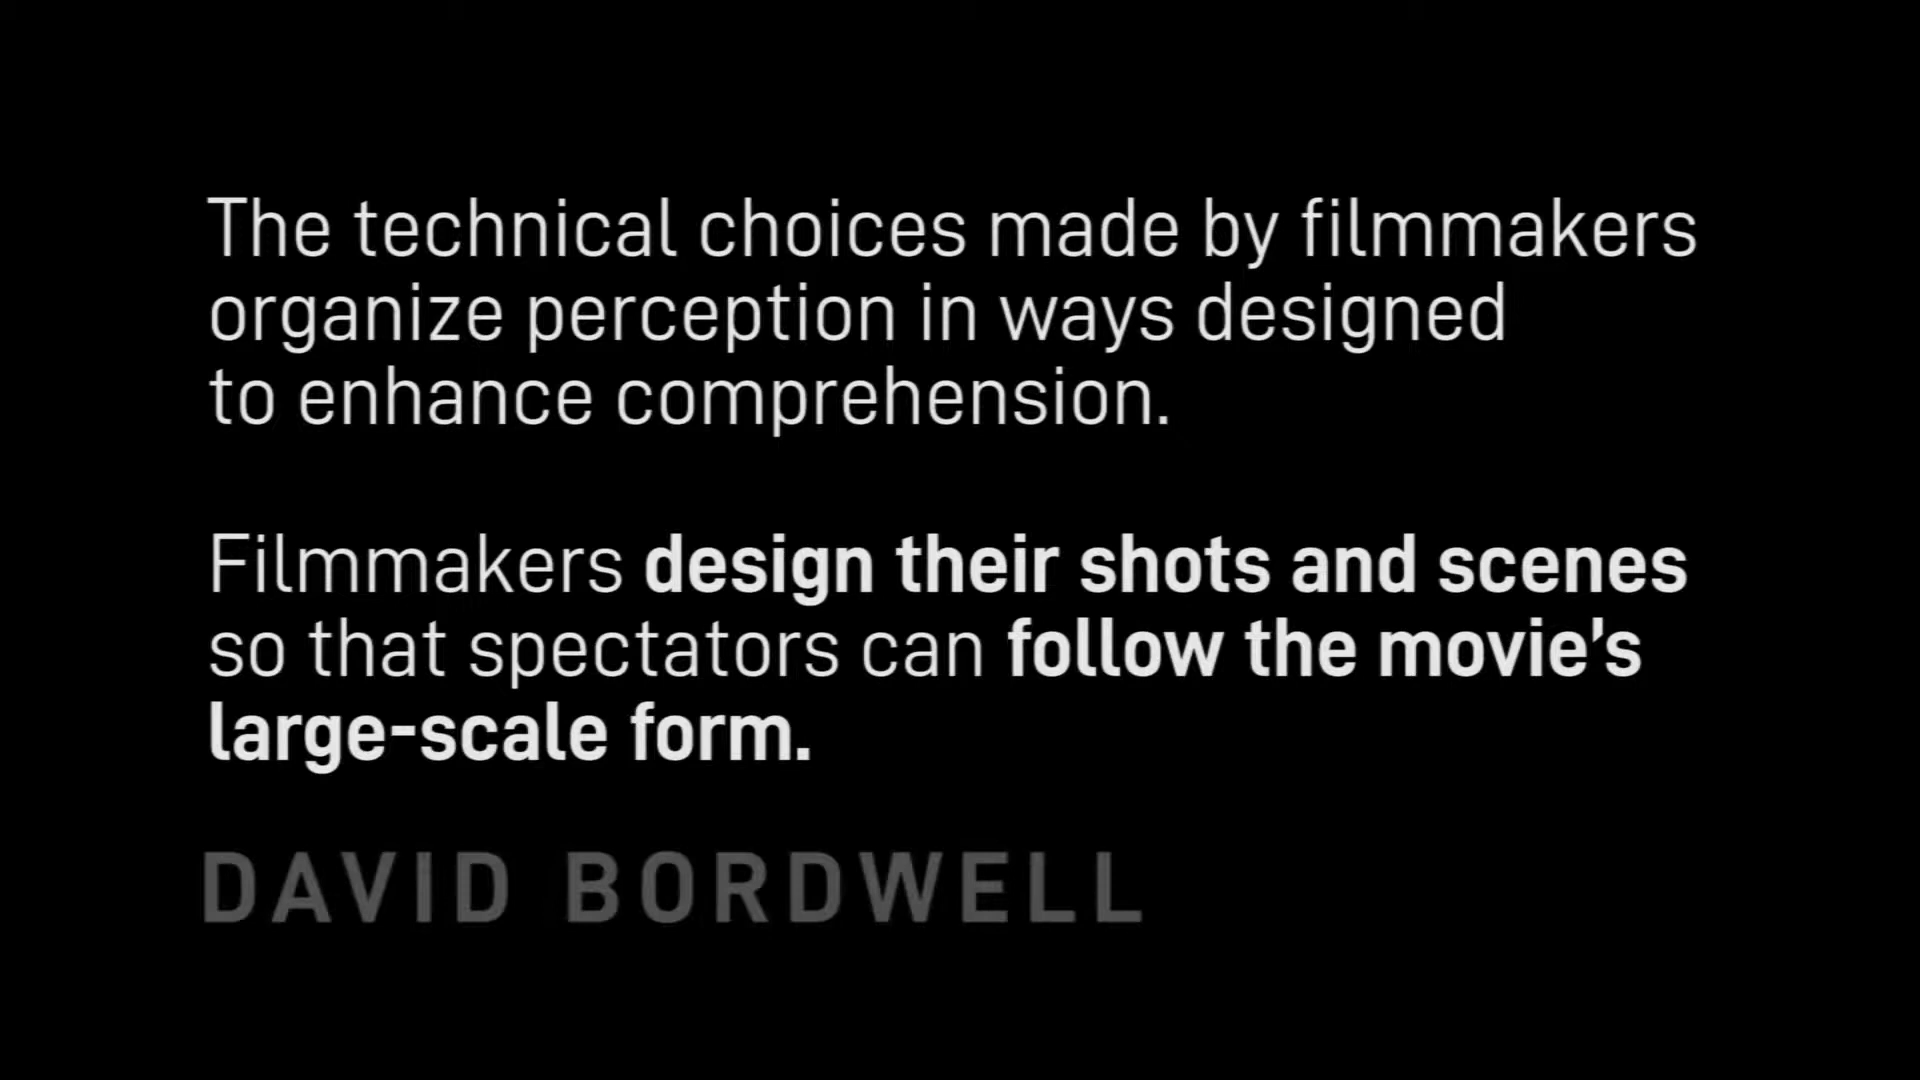 The technical choices made by filmmakers
organize perception in ways designed
to enhance comprehension.
Filmmakers design their shots and scenes
so that spectators can follow the movie’s
large-scale form.
DAVID BORDWELL